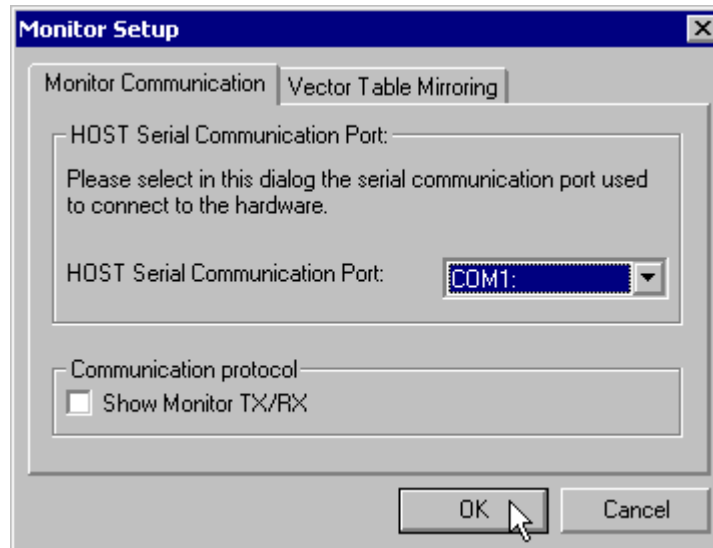 Monitor Setup
Monitor Communication
Vector Table Mirroring
HOST Serial Communication Port:
Please select in this dialog the serial communication port used
to connect to the hardware.
HOST Serial Communication Port:
COM1:
Communication protocol
Show Monitor TX/RX
OK
Cancel